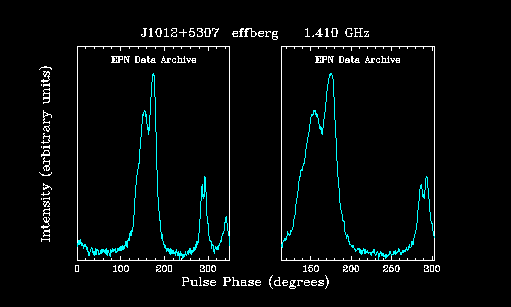 J1012+5307 effberg 1.410 GHz
EPN Data Archive
EPN Data Archive
Intensity (arbitrary units)
0 100 200 300
150 200 250 300
Pulse Phase (degrees)